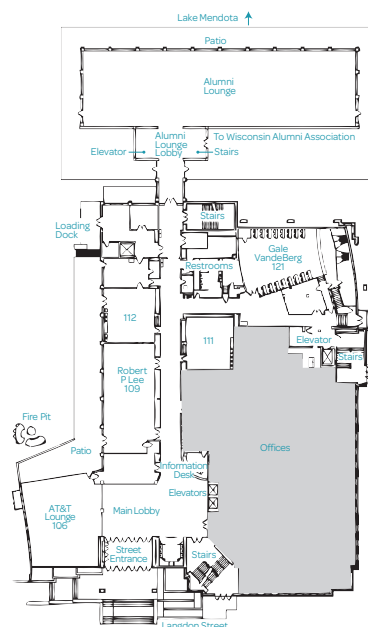 Lake Mendota
Patio
Alumni
Lounge
Alumni
Lounge
Lobby
To Wisconsin Alumni Association
Elevator
Stairs
Stairs
Loading
Dock
Gale
VandeBerg
121
Restrooms
112
111
Elevator
Stairs
Robert
P Lee
109
Fire Pit
Offices
Patio
Information
Desk
Elevators
AT&T
Lounge
106
Main Lobby
Street
Entrance
Stairs
Langdon Street